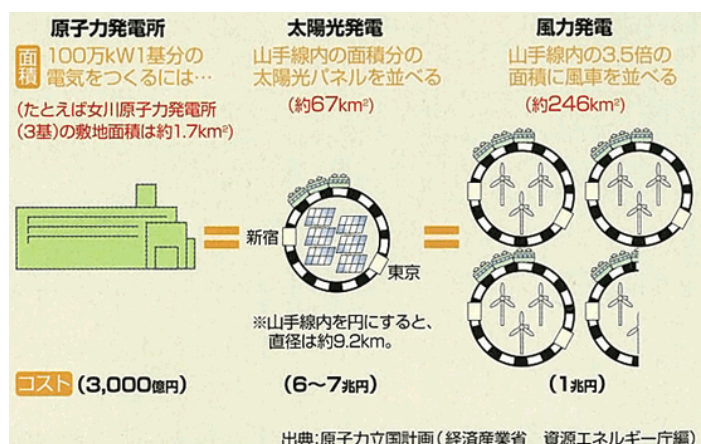 原子力発電所
面積
100万kW1基分の
電気をつくるには…
(たとえば女川原子力発電所
(3基)の敷地面積は約1.7km²)
太陽光発電
山手線内の面積分の
太陽光パネルを並べる
(約67km²)
風力発電
山手線内の3.5倍の
面積に風車を並べる
(約246km²)
新宿
東京
※山手線内を円にすると、
直径は約9.2km。
コスト (3,000億円)
(6〜7兆円)
(1兆円)
出典:原子力立国計画(経済産業省 資源エネルギー庁編)